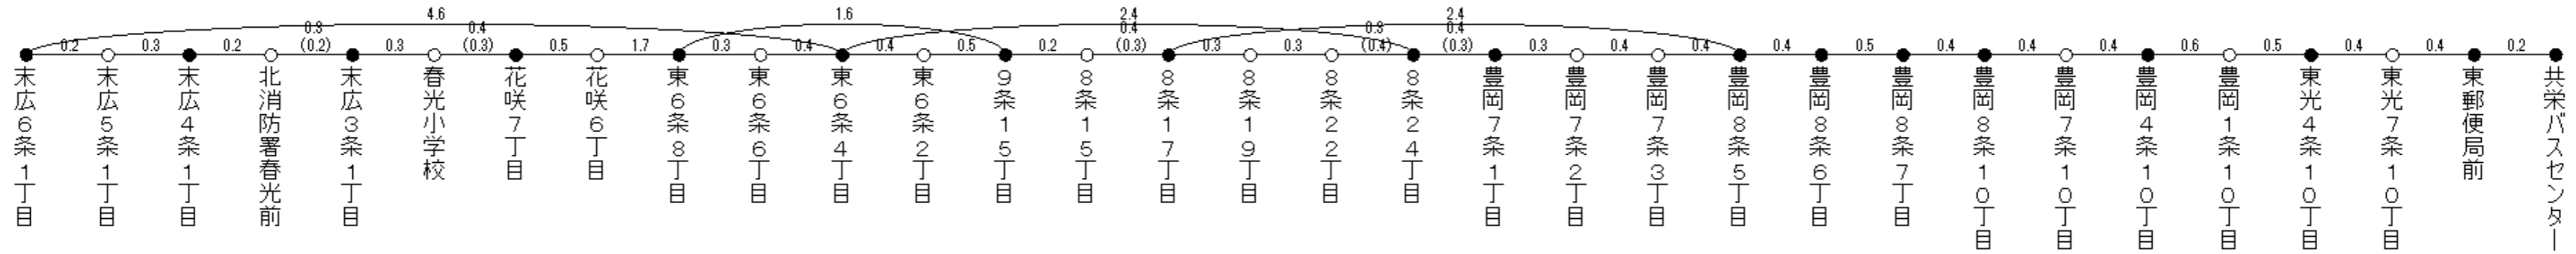 4.6
1.6
2.4
2.4
0.2
0.3
0.2
0.3
(0.2)
0.3
0.4
(0.3)
0.5
1.7
0.3
0.4
0.4
0.5
0.2
0.4
(0.3)
0.3
0.3
(0.4)
0.4
(0.3)
0.3
0.4
0.4
0.4
0.5
0.4
0.4
0.4
0.6
0.5
0.4
0.4
0.2
末広6条1丁目
末広5条1丁目
末広4条1丁目
北消防署春光前
末広3条1丁目
春光小学校
花咲7丁目
花咲6丁目
東6条8丁目
東6条6丁目
東6条4丁目
東6条2丁目
9条15丁目
8条15丁目
8条17丁目
8条19丁目
8条22丁目
8条24丁目
豊岡7条1丁目
豊岡7条2丁目
豊岡7条3丁目
豊岡8条5丁目
豊岡8条6丁目
豊岡8条7丁目
豊岡8条10丁目
豊岡7条10丁目
豊岡4条10丁目
豊岡1条10丁目
東光4条10丁目
東光7条10丁目
東郵便局前
共栄バスセンター